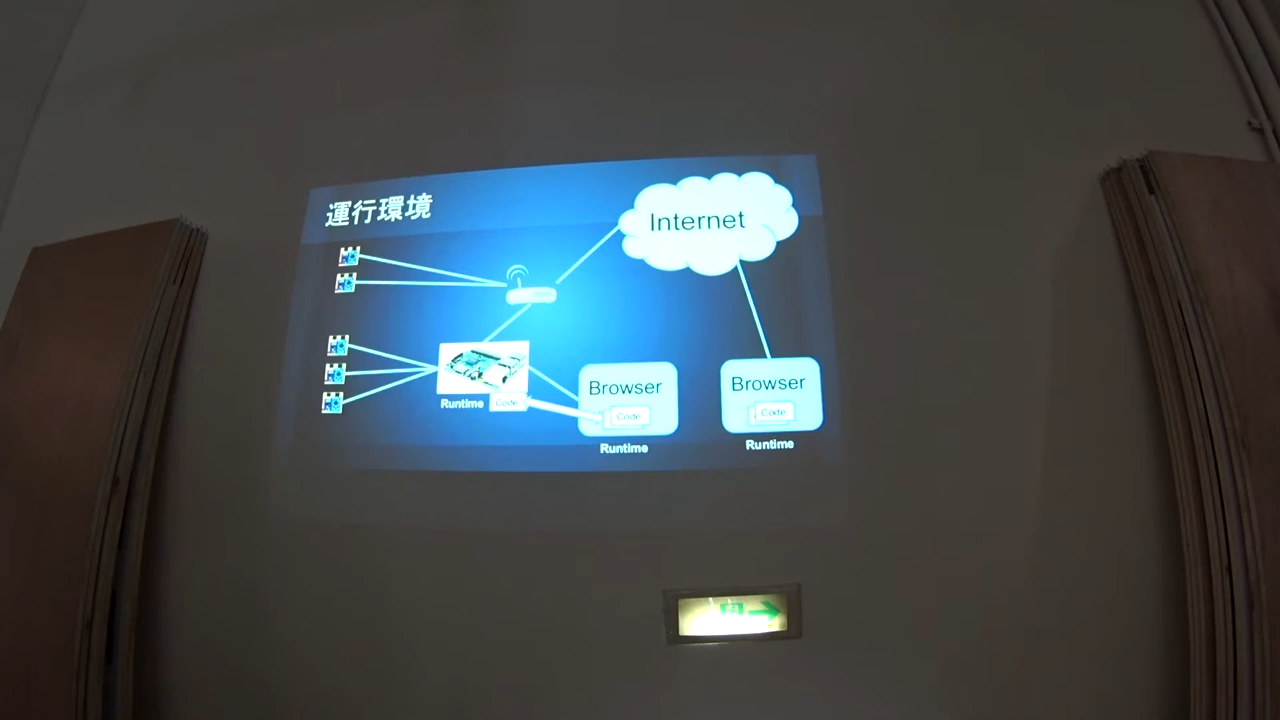 運行環境
Internet
Browser
Code
Runtime
Browser
Code
Runtime
Code
Runtime